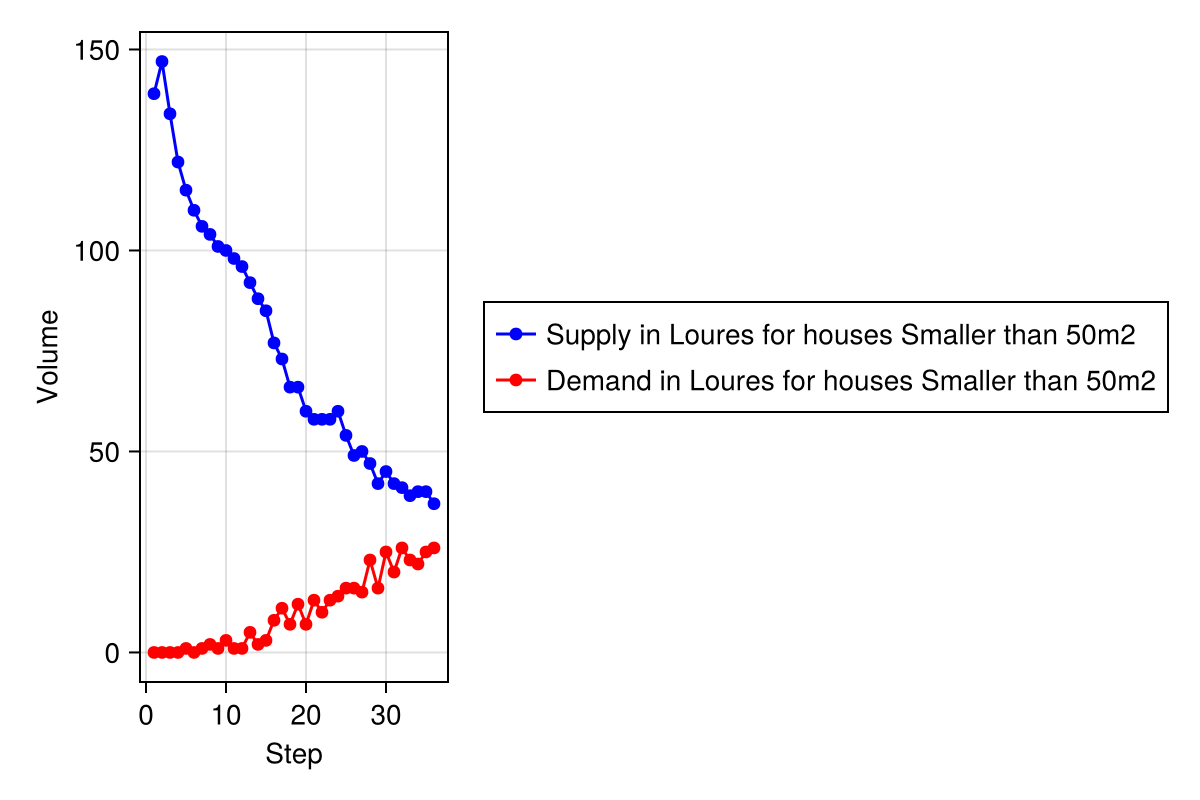 150
100
50
0
Volume
0 10 20 30
Step
Supply in Loures for houses Smaller than 50m2
Demand in Loures for houses Smaller than 50m2